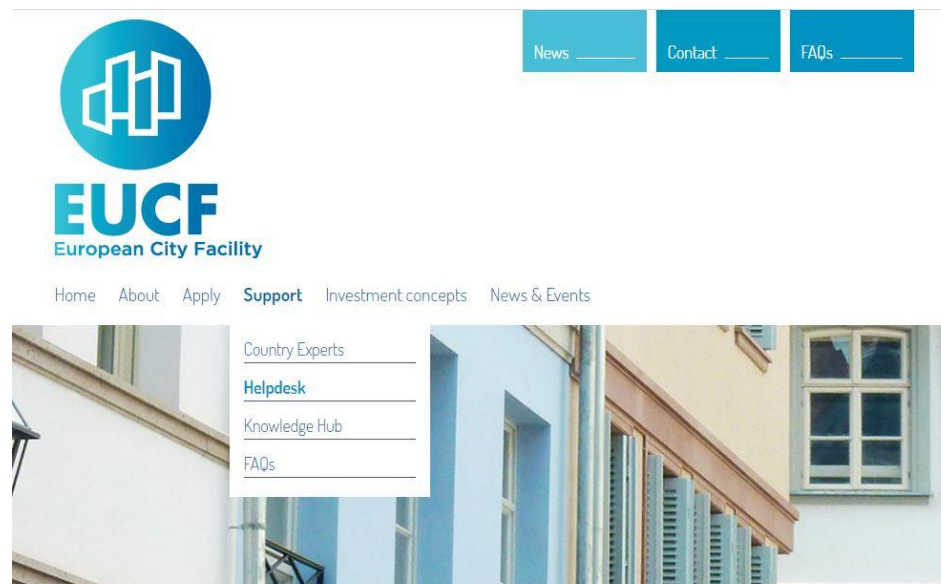 News
Contact
FAQs
EUCF
European City Facility
Home About Apply Support Investment concepts News & Events
Country Experts
Helpdesk
Knowledge Hub
FAQs